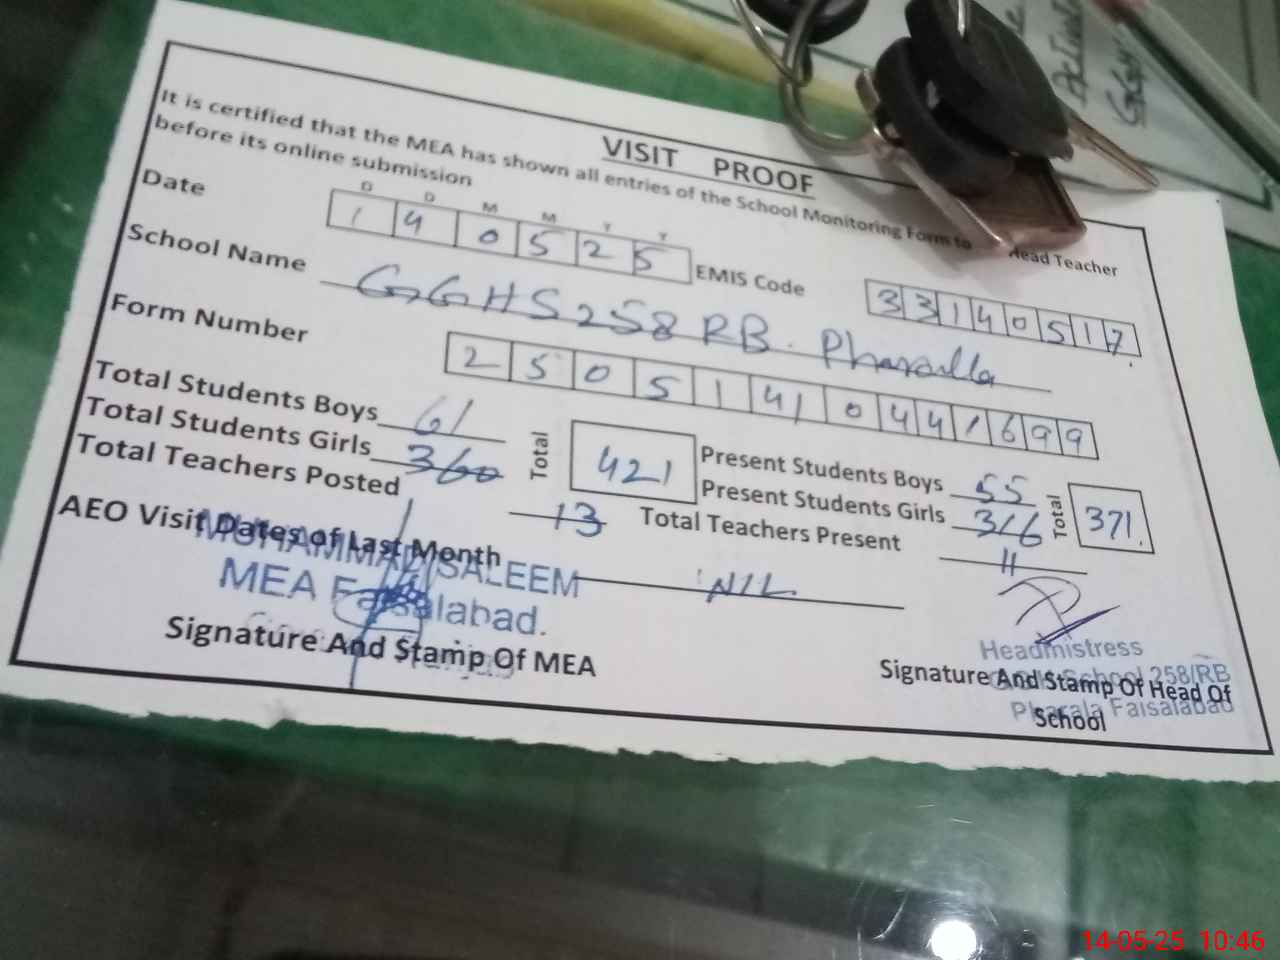 VISIT PROOF
It is certified that the MEA has shown all entries of the School Monitoring Form to Head Teacher
before its online submission
D D M M Y Y
Date 1 4 0 5 2 5 EMIS Code 3 3 1 4 0 5 1 7
School Name GGHS 258 RB. Pharalla
Form Number 2 5 0 5 1 4 1 0 4 4 1 6 9 9
Total Students Boys 61 Total 421 Present Students Boys 55 Total 371
Total Students Girls 360 Present Students Girls 316
Total Teachers Posted 13 Total Teachers Present 11
AEO Visit Dates of Last Month NIL
MUHAMMAD SALEEM
MEA Faisalabad.
Signature And Stamp Of MEA
Headmistress
School 258/RB
Pharala Faisalabad
Signature And Stamp Of Head Of
School
14-05-25 10:46